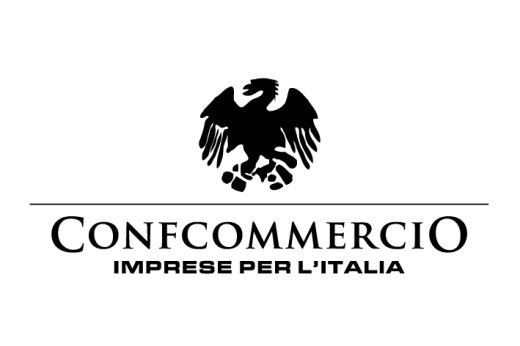 CONFCOMMERCIO
IMPRESE PER L'ITALIA